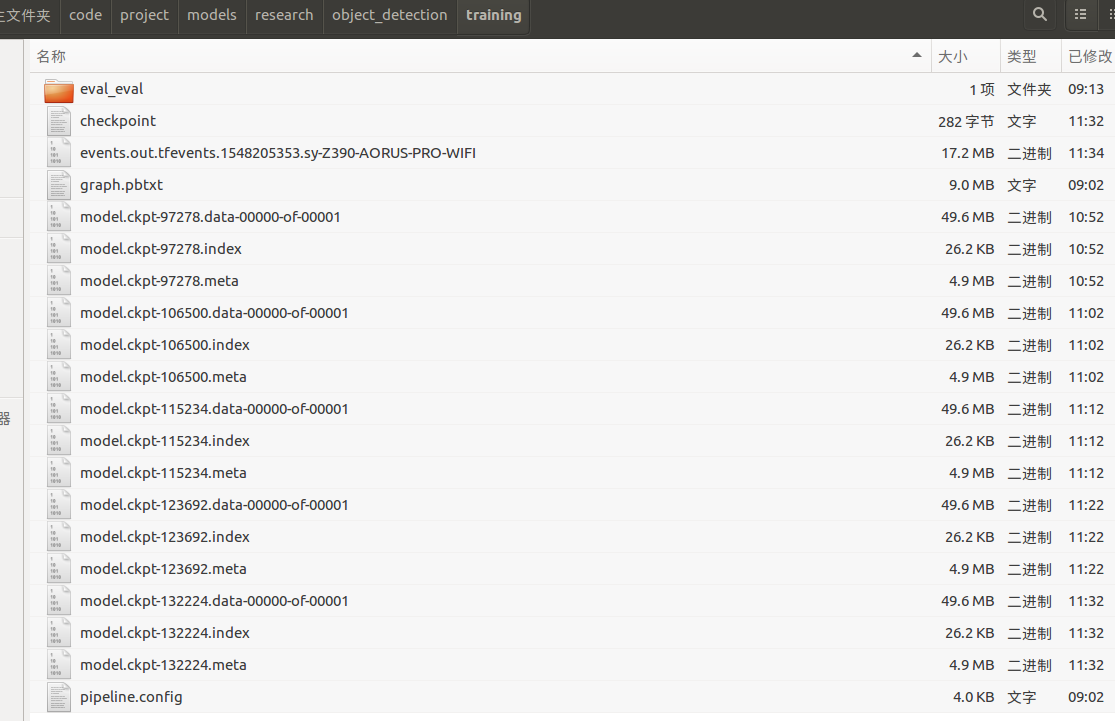 主文件夹 code project models research object_detection training
名称 大小 类型 已修改
eval_eval 1 项 文件夹 09:13
checkpoint 282 字节 文字 11:32
events.out.tfevents.1548205353.sy-Z390-AORUS-PRO-WIFI 17.2 MB 二进制 11:34
graph.pbtxt 9.0 MB 文字 09:02
model.ckpt-97278.data-00000-of-00001 49.6 MB 二进制 10:52
model.ckpt-97278.index 26.2 KB 二进制 10:52
model.ckpt-97278.meta 4.9 MB 二进制 10:52
model.ckpt-106500.data-00000-of-00001 49.6 MB 二进制 11:02
model.ckpt-106500.index 26.2 KB 二进制 11:02
model.ckpt-106500.meta 4.9 MB 二进制 11:02
model.ckpt-115234.data-00000-of-00001 49.6 MB 二进制 11:12
model.ckpt-115234.index 26.2 KB 二进制 11:12
器
model.ckpt-115234.meta 4.9 MB 二进制 11:12
model.ckpt-123692.data-00000-of-00001 49.6 MB 二进制 11:22
model.ckpt-123692.index 26.2 KB 二进制 11:22
model.ckpt-123692.meta 4.9 MB 二进制 11:22
model.ckpt-132224.data-00000-of-00001 49.6 MB 二进制 11:32
model.ckpt-132224.index 26.2 KB 二进制 11:32
model.ckpt-132224.meta 4.9 MB 二进制 11:32
pipeline.config 4.0 KB 文字 09:02